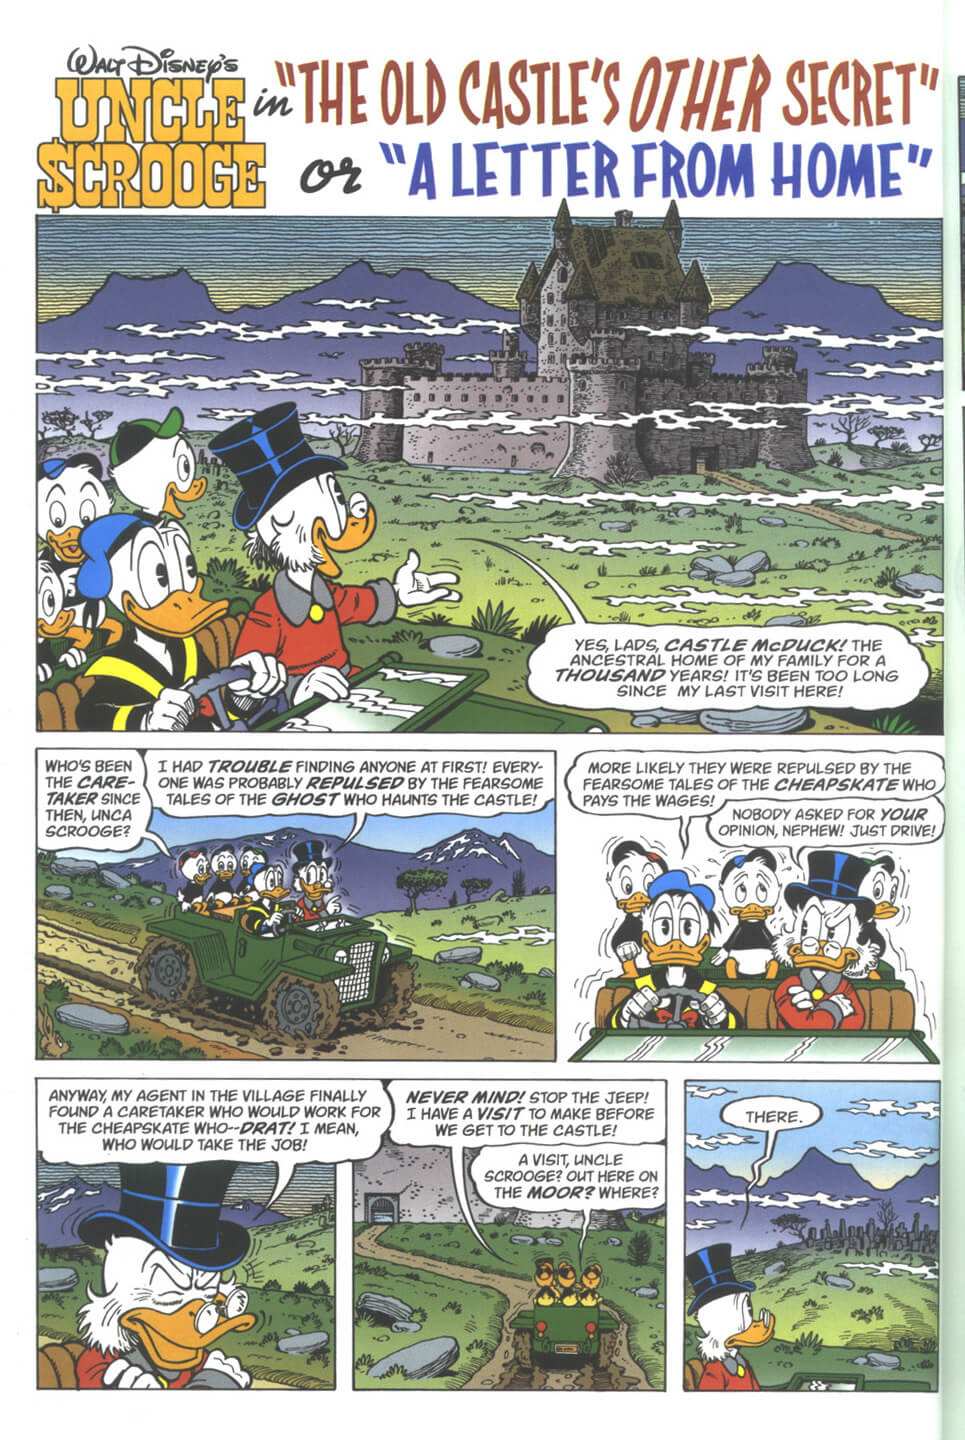 WALT DISNEY'S
UNCLE
$CROOGE
in "THE OLD CASTLE'S OTHER SECRET"
or "A LETTER FROM HOME"
YES, LADS, CASTLE McDUCK! THE
ANCESTRAL HOME OF MY FAMILY FOR A
THOUSAND YEARS! IT'S BEEN TOO LONG
SINCE MY LAST VISIT HERE!
WHO'S BEEN
THE CARE-
TAKER SINCE
THEN, UNCA
SCROOGE?
I HAD TROUBLE FINDING ANYONE AT FIRST! EVERY-
ONE WAS PROBABLY REPULSED BY THE FEARSOME
TALES OF THE GHOST WHO HAUNTS THE CASTLE!
MORE LIKELY THEY WERE REPULSED BY THE
FEARSOME TALES OF THE CHEAPSKATE WHO
PAYS THE WAGES!
NOBODY ASKED FOR YOUR
OPINION, NEPHEW! JUST DRIVE!
ANYWAY, MY AGENT IN THE VILLAGE FINALLY
FOUND A CARETAKER WHO WOULD WORK FOR
THE CHEAPSKATE WHO--DRAT! I MEAN,
WHO WOULD TAKE THE JOB!
NEVER MIND! STOP THE JEEP!
I HAVE A VISIT TO MAKE BEFORE
WE GET TO THE CASTLE!
A VISIT, UNCLE
SCROOGE? OUT HERE ON
THE MOOR? WHERE?
THERE.